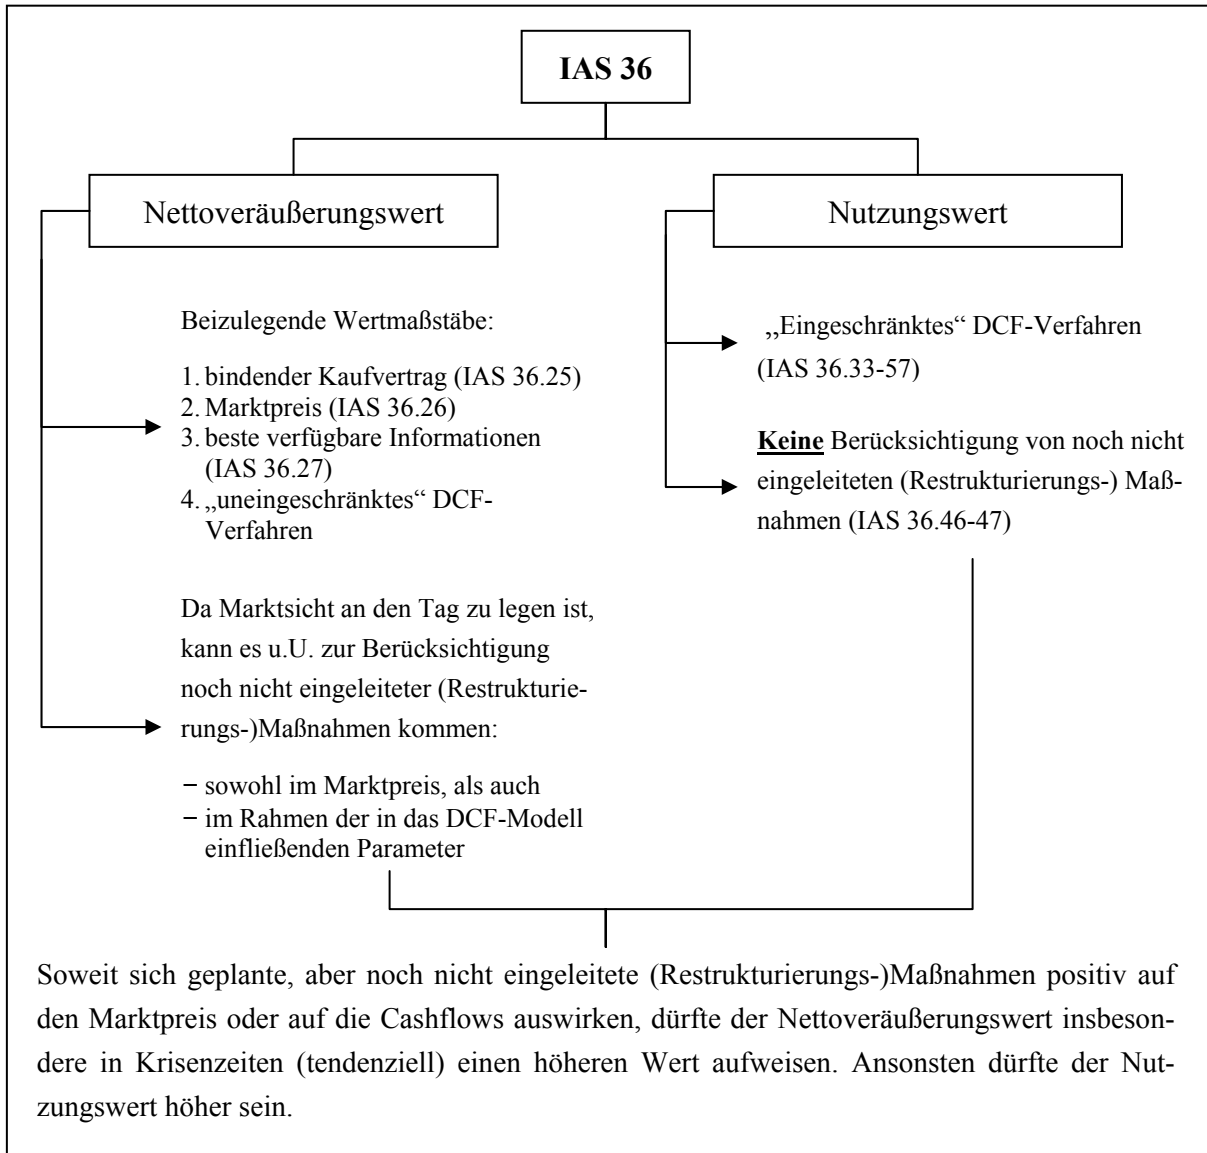 IAS 36
Nettoveräußerungswert
Beizulegende Wertmaßstäbe:
1. bindender Kaufvertrag (IAS 36.25)
2. Marktpreis (IAS 36.26)
3. beste verfügbare Informationen
(IAS 36.27)
4. „uneingeschränktes“ DCF-
Verfahren
Da Marktsicht an den Tag zu legen ist,
kann es u.U. zur Berücksichtigung
noch nicht eingeleiteter (Restrukturie-
rungs-)Maßnahmen kommen:
− sowohl im Marktpreis, als auch
− im Rahmen der in das DCF-Modell
einfließenden Parameter
Nutzungswert
„Eingeschränktes“ DCF-Verfahren
(IAS 36.33-57)
Keine Berücksichtigung von noch nicht
eingeleiteten (Restrukturierungs-) Maß-
nahmen (IAS 36.46-47)
Soweit sich geplante, aber noch nicht eingeleitete (Restrukturierungs-)Maßnahmen positiv auf
den Marktpreis oder auf die Cashflows auswirken, dürfte der Nettoveräußerungswert insbeson-
dere in Krisenzeiten (tendenziell) einen höheren Wert aufweisen. Ansonsten dürfte der Nut-
zungswert höher sein.